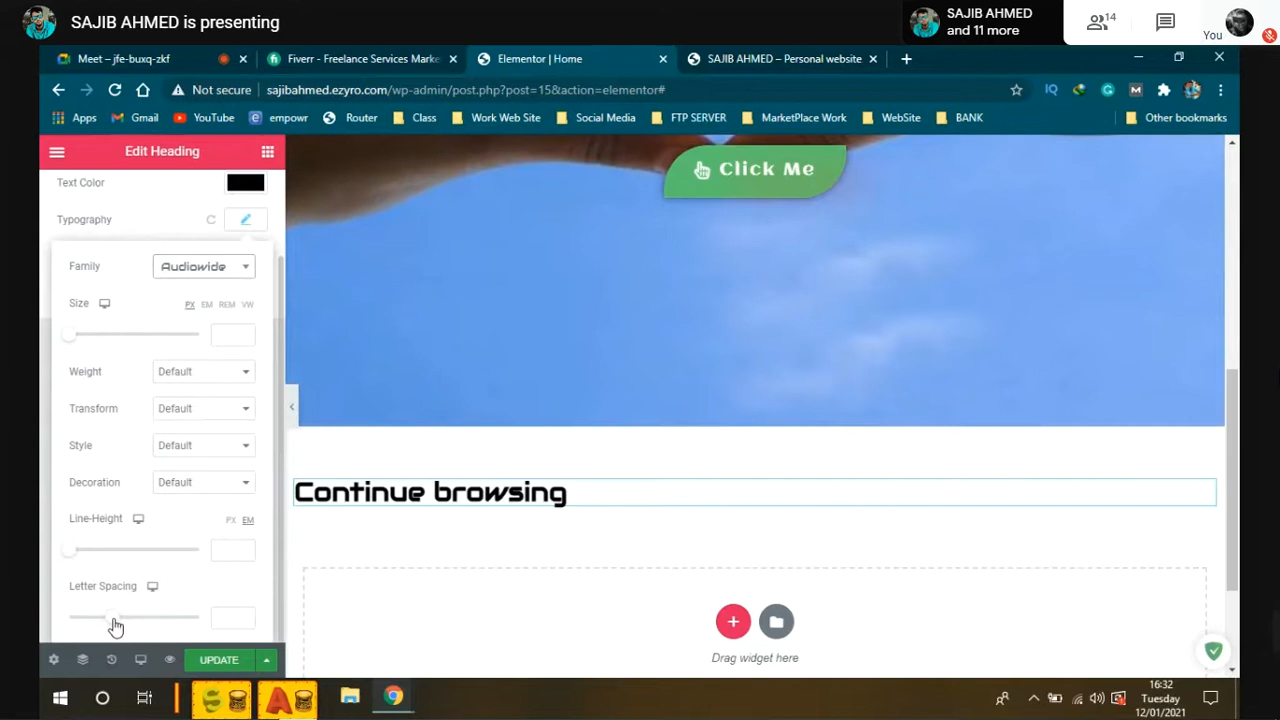 SAJIB AHMED is presenting
SAJIB AHMED
and 11 more
14
You
Meet – jfe-buxq-zkf
Fiverr - Freelance Services Marke
Elementor | Home
SAJIB AHMED – Personal website
Not secure
sajibahmed.ezyro.com/wp-admin/post.php?post=15&action=elementor#
IQ
M
Apps
Gmail
YouTube
empowr
Router
Class
Work Web Site
Social Media
FTP SERVER
MarketPlace Work
WebSite
BANK
Other bookmarks
Edit Heading
Text Color
Typography
Family
Audiowide
Size
PX EM REM VW
Weight
Default
Transform
Default
Style
Default
Decoration
Default
Line-Height
PX EM
Letter Spacing
UPDATE
Click Me
Continue browsing
Drag widget here
16:32
Tuesday
12/01/2021